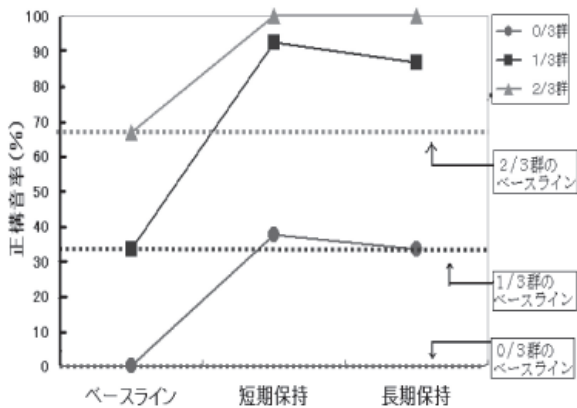 正構音率(%)
100
90
80
70
60
50
40
30
20
10
0
ベースライン
短期保持
長期保持
0/3群
1/3群
2/3群
2/3群の
ベースライン
1/3群の
ベースライン
0/3群の
ベースライン